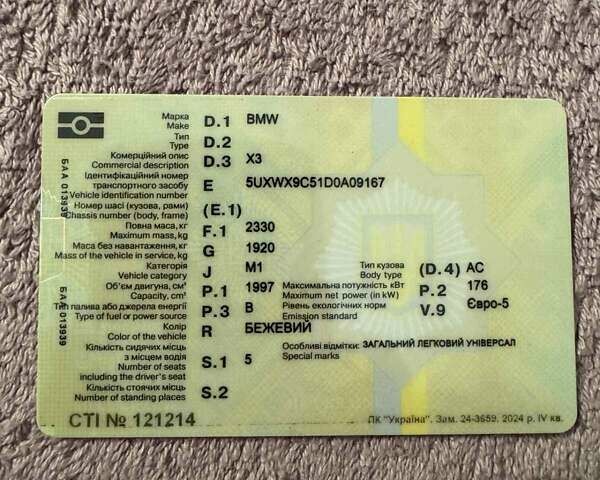 Марка
Make D.1 BMW
Тип
Type D.2
Комерційний опис
Commercial description D.3 X3
Ідентифікаційний номер
транспортного засобу E 5UXWX9C51D0A09167
Vehicle identification number
Номер шасі (кузова, рами)
Chassis number (body, frame) (E.1)
Повна маса, кг
Maximum mass, kg F.1 2330
Маса без навантаження, кг
Mass of the vehicle in service, kg G 1920
Категорія
Vehicle category J M1
Тип кузова
Body type (D.4) AC
Об'єм двигуна, см³
Capacity, cm³ P.1 1997
Максимальна потужність кВт
Maximum net power (in kW) P.2 176
Тип палива або джерела енергії
Type of fuel or power source P.3 B
Рівень екологічних норм
Emission standard V.9 Євро-5
Колір
Color of the vehicle R БЕЖЕВИЙ
Кількість сидячих місць
з місцем водія
Number of seats S.1 5
including the driver's seat
Особливі відмітки: ЗАГАЛЬНИЙ ЛЕГКОВИЙ УНІВЕРСАЛ
Special marks
Кількість стоячих місць
Number of standing places S.2
СТІ № 121214
ПК "Україна". Зам. 24-3659. 2024 р. IV кв.
БАА 013939
БАА 013939